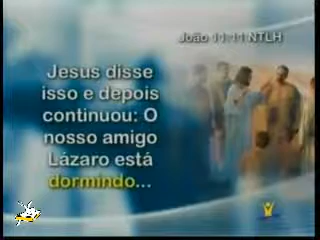 João 11:11 NTLH
Jesus disse
isso e depois
continuou: O
nosso amigo
Lázaro está
dormindo...